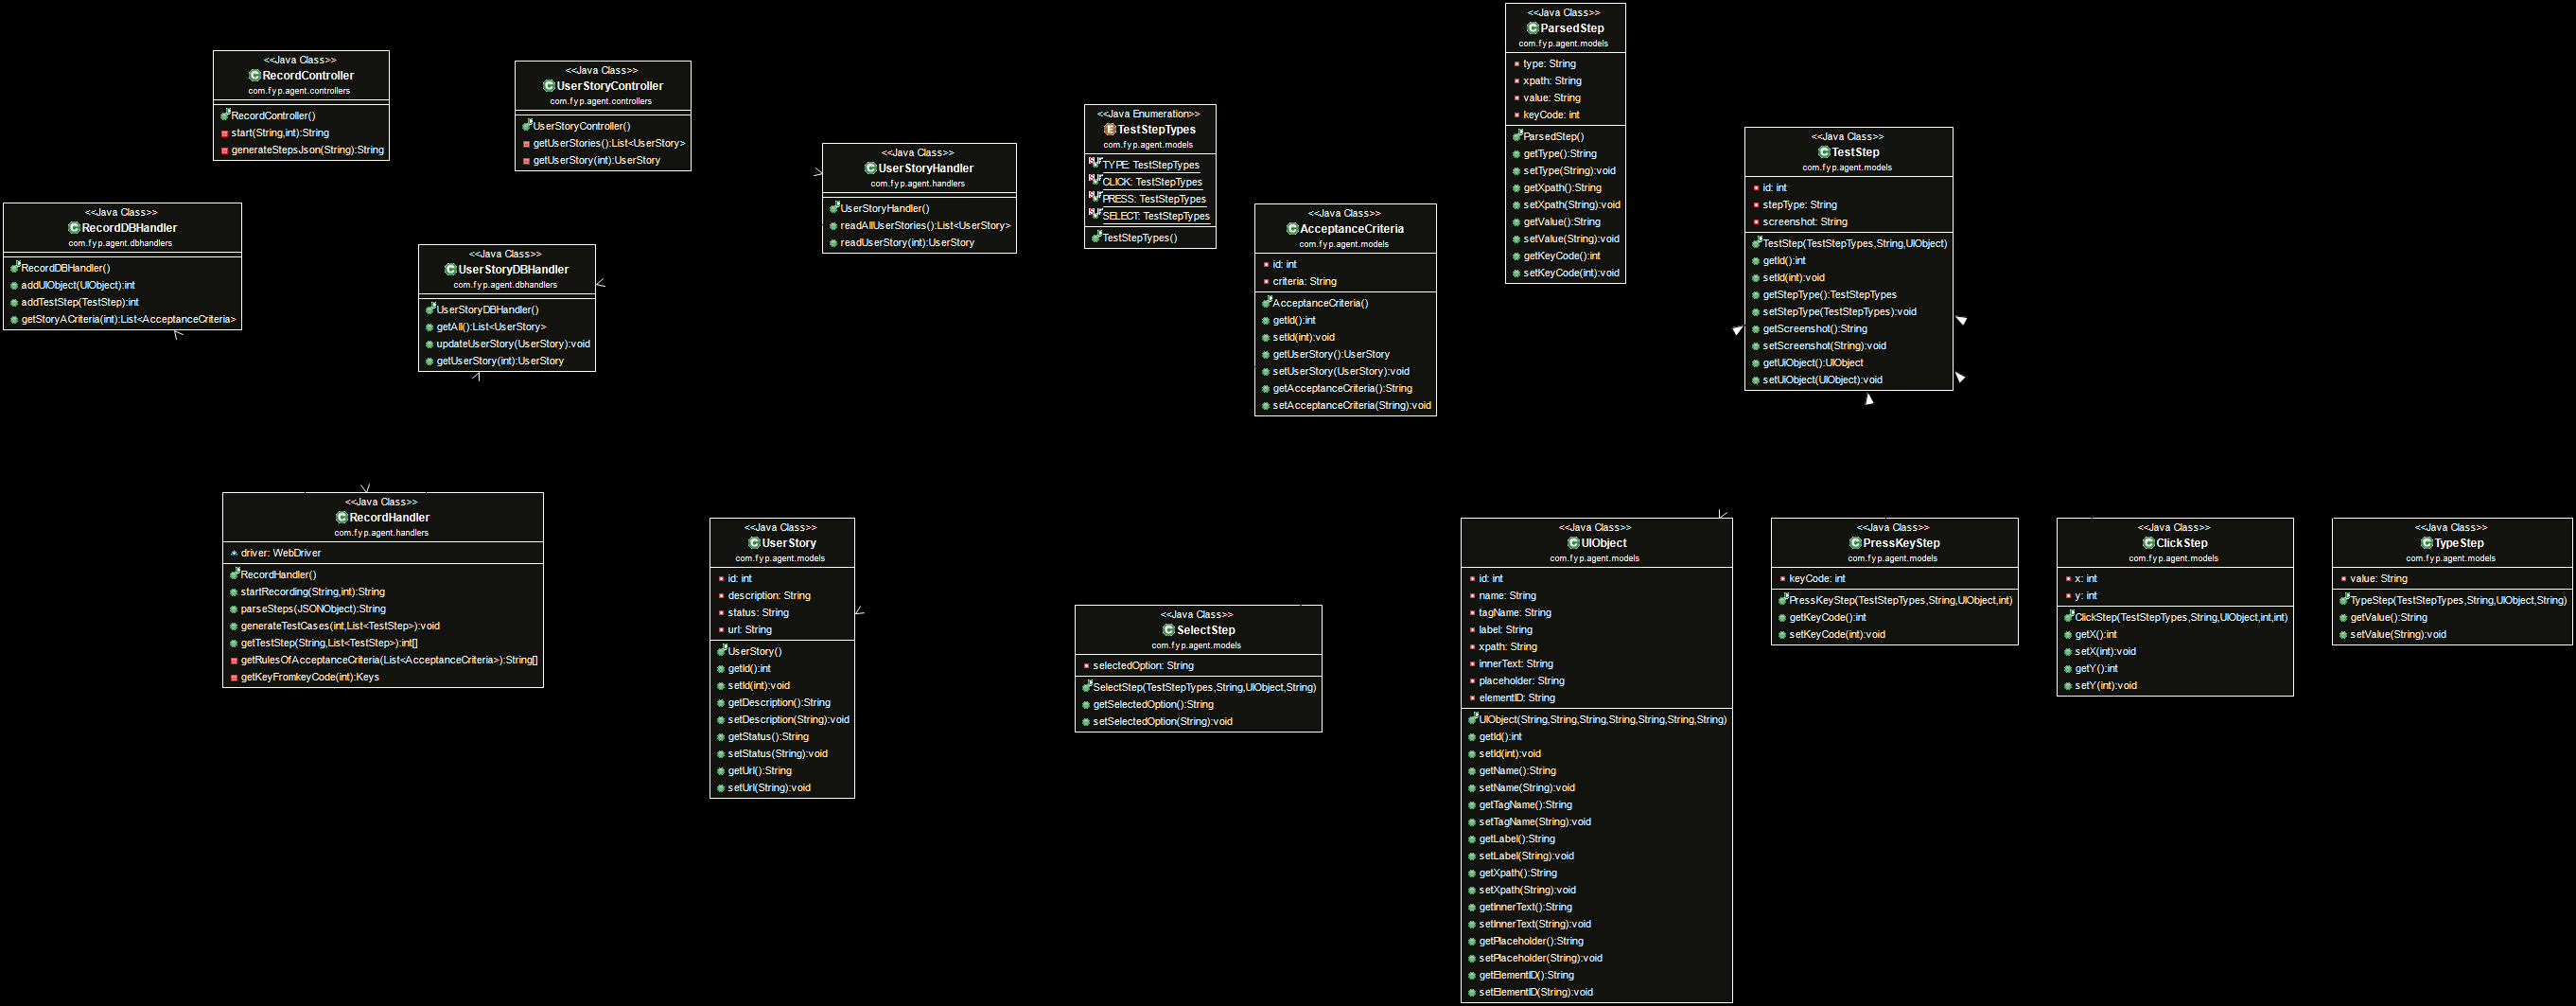 <<Java Class>>
RecordController
com.fyp.agent.controllers
RecordController()
start(String,int):String
generateStepsJson(String):String
<<Java Class>>
UserStoryController
com.fyp.agent.controllers
UserStoryController()
getUserStories():List<UserStory>
getUserStory(int):UserStory
<<Java Class>>
UserStoryHandler
com.fyp.agent.handlers
UserStoryHandler()
readAllUserStories():List<UserStory>
readUserStory(int):UserStory
<<Java Enumeration>>
TestStepTypes
com.fyp.agent.models
TYPE: TestStepTypes
CLICK: TestStepTypes
PRESS: TestStepTypes
SELECT: TestStepTypes
TestStepTypes()
<<Java Class>>
ParsedStep
com.fyp.agent.models
type: String
xpath: String
value: String
keyCode: int
ParsedStep()
getType():String
setType(String):void
getXpath():String
setXpath(String):void
getValue():String
setValue(String):void
getKeyCode():int
setKeyCode(int):void
<<Java Class>>
TestStep
com.fyp.agent.models
id: int
stepType: String
screenshot: String
TestStep(TestStepTypes,String,UIObject)
getId():int
setId(int):void
getStepType():TestStepTypes
setStepType(TestStepTypes):void
getScreenshot():String
setScreenshot(String):void
getUiObject():UIObject
setUiObject(UIObject):void
<<Java Class>>
RecordDBHandler
com.fyp.agent.dbhandlers
RecordDBHandler()
addUIObject(UIObject):int
addTestStep(TestStep):int
getStoryACriteria(int):List<AcceptanceCriteria>
<<Java Class>>
UserStoryDBHandler
com.fyp.agent.dbhandlers
UserStoryDBHandler()
getAll():List<UserStory>
updateUserStory(UserStory):void
getUserStory(int):UserStory
<<Java Class>>
AcceptanceCriteria
com.fyp.agent.models
id: int
criteria: String
AcceptanceCriteria()
getId():int
setId(int):void
getUserStory():UserStory
setUserStory(UserStory):void
getAcceptanceCriteria():String
setAcceptanceCriteria(String):void
<<Java Class>>
RecordHandler
com.fyp.agent.handlers
driver: WebDriver
RecordHandler()
startRecording(String,int):String
parseSteps(JSONObject):String
generateTestCases(int,List<TestStep>):void
getTestStep(String,List<TestStep>):int[]
getRulesOfAcceptanceCriteria(List<AcceptanceCriteria>):String[]
getKeyFromkeyCode(int):Keys
<<Java Class>>
UserStory
com.fyp.agent.models
id: int
description: String
status: String
url: String
UserStory()
getId():int
setId(int):void
getDescription():String
setDescription(String):void
getStatus():String
setStatus(String):void
getUrl():String
setUrl(String):void
<<Java Class>>
SelectStep
com.fyp.agent.models
selectedOption: String
SelectStep(TestStepTypes,String,UIObject,String)
getSelectedOption():String
setSelectedOption(String):void
<<Java Class>>
UIObject
com.fyp.agent.models
id: int
name: String
tagName: String
label: String
xpath: String
innerText: String
placeholder: String
elementID: String
UIObject(String,String,String,String,String,String,String)
getId():int
setId(int):void
getName():String
setName(String):void
getTagName():String
setTagName(String):void
getLabel():String
setLabel(String):void
getXpath():String
setXpath(String):void
getInnerText():String
setInnerText(String):void
getPlaceholder():String
setPlaceholder(String):void
getElementID():String
setElementID(String):void
<<Java Class>>
PressKeyStep
com.fyp.agent.models
keyCode: int
PressKeyStep(TestStepTypes,String,UIObject,int)
getKeyCode():int
setKeyCode(int):void
<<Java Class>>
ClickStep
com.fyp.agent.models
x: int
y: int
ClickStep(TestStepTypes,String,UIObject,int,int)
getX():int
setX(int):void
getY():int
setY(int):void
<<Java Class>>
TypeStep
com.fyp.agent.models
value: String
TypeStep(TestStepTypes,String,UIObject,String)
getValue():String
setValue(String):void